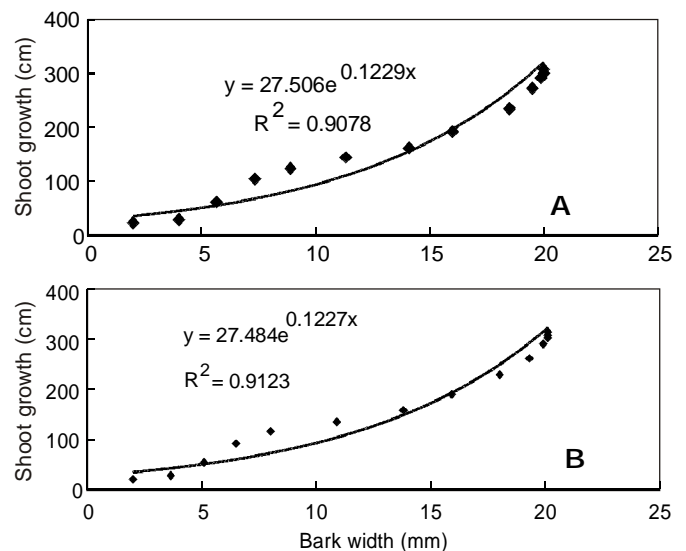 400
300
200
100
0
Shoot growth (cm)
y = 27.506e^0.1229x
R^2 = 0.9078
A
0 5 10 15 20 25
400
300
200
100
0
Shoot growth (cm)
y = 27.484e^0.1227x
R^2 = 0.9123
B
0 5 10 15 20 25
Bark width (mm)